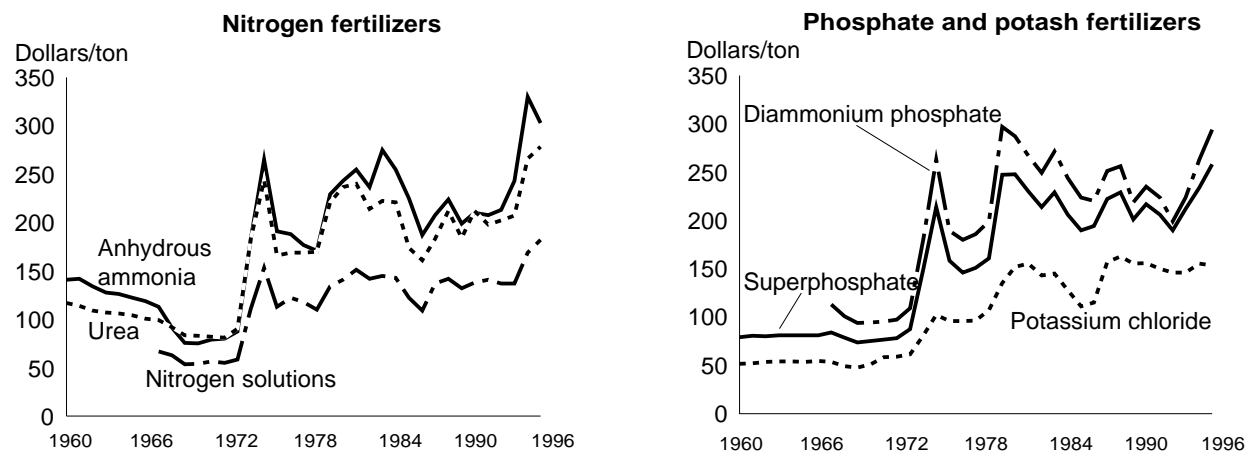 Nitrogen fertilizers
Dollars/ton
350
300
250
200
150
100
50
0
Anhydrous
ammonia
Urea
Nitrogen solutions
1960 1966 1972 1978 1984 1990 1996
Phosphate and potash fertilizers
Dollars/ton
350
300
250
200
150
100
50
0
Diammonium phosphate
Superphosphate
Potassium chloride
1960 1966 1972 1978 1984 1990 1996